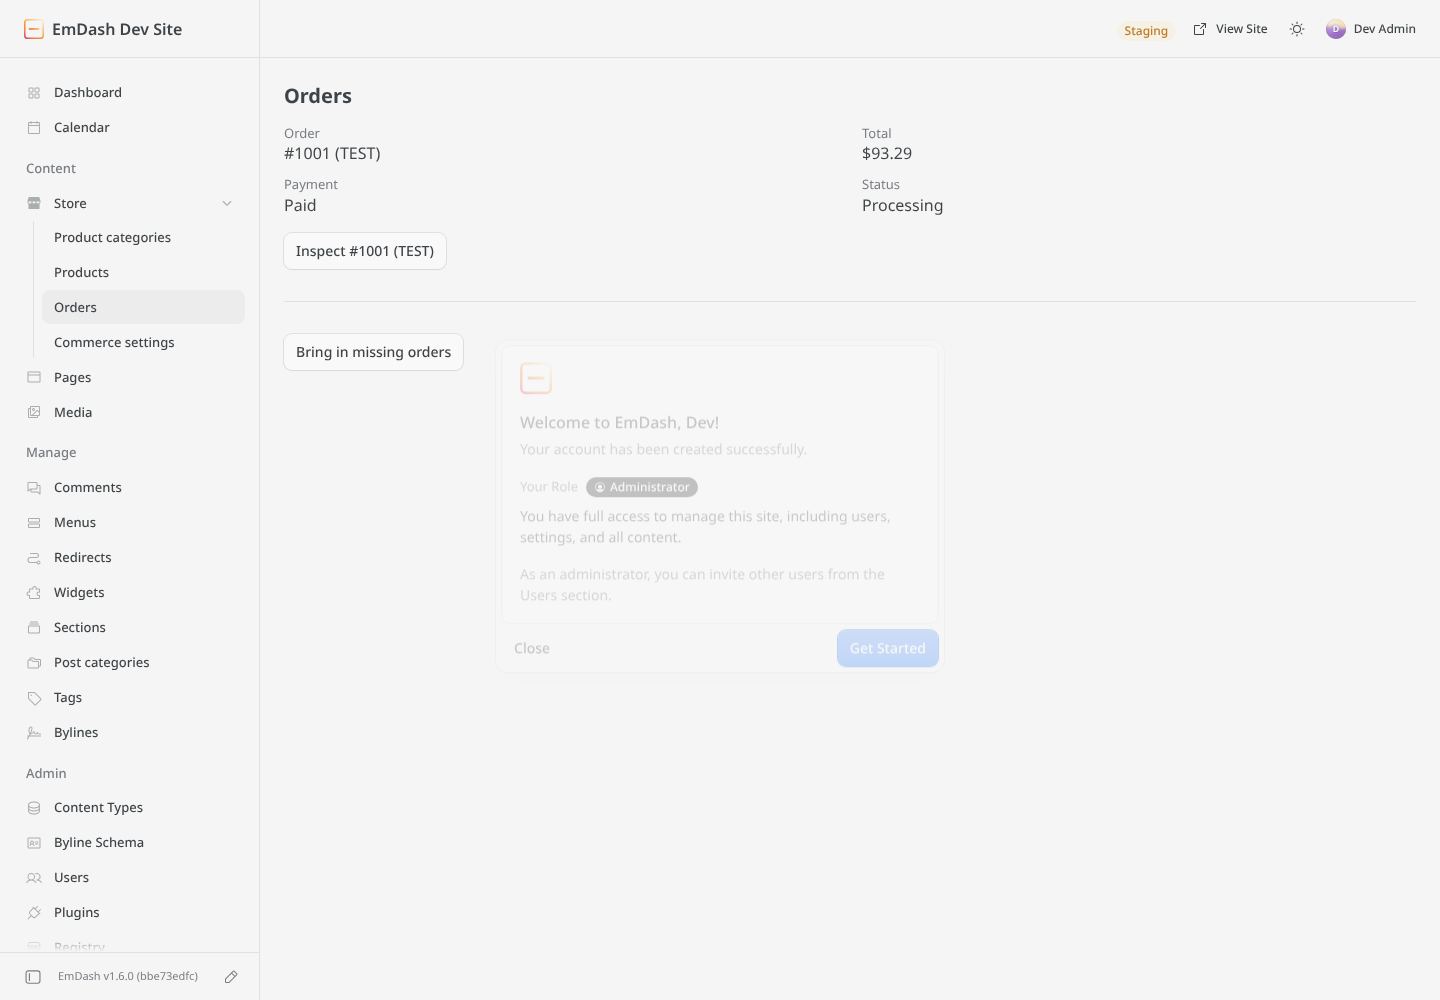 EmDash Dev Site
Staging
View Site
D
Dev Admin
Dashboard
Calendar
Content
Store
Product categories
Products
Orders
Commerce settings
Pages
Media
Manage
Comments
Menus
Redirects
Widgets
Sections
Post categories
Tags
Bylines
Admin
Content Types
Byline Schema
Users
Plugins
Registry
EmDash v1.6.0 (bbe73edfc)
Orders
Order
#1001 (TEST)
Total
$93.29
Payment
Paid
Status
Processing
Inspect #1001 (TEST)
Bring in missing orders
Welcome to EmDash, Dev!
Your account has been created successfully.
Your Role Administrator
You have full access to manage this site, including users,
settings, and all content.
As an administrator, you can invite other users from the
Users section.
Close
Get Started